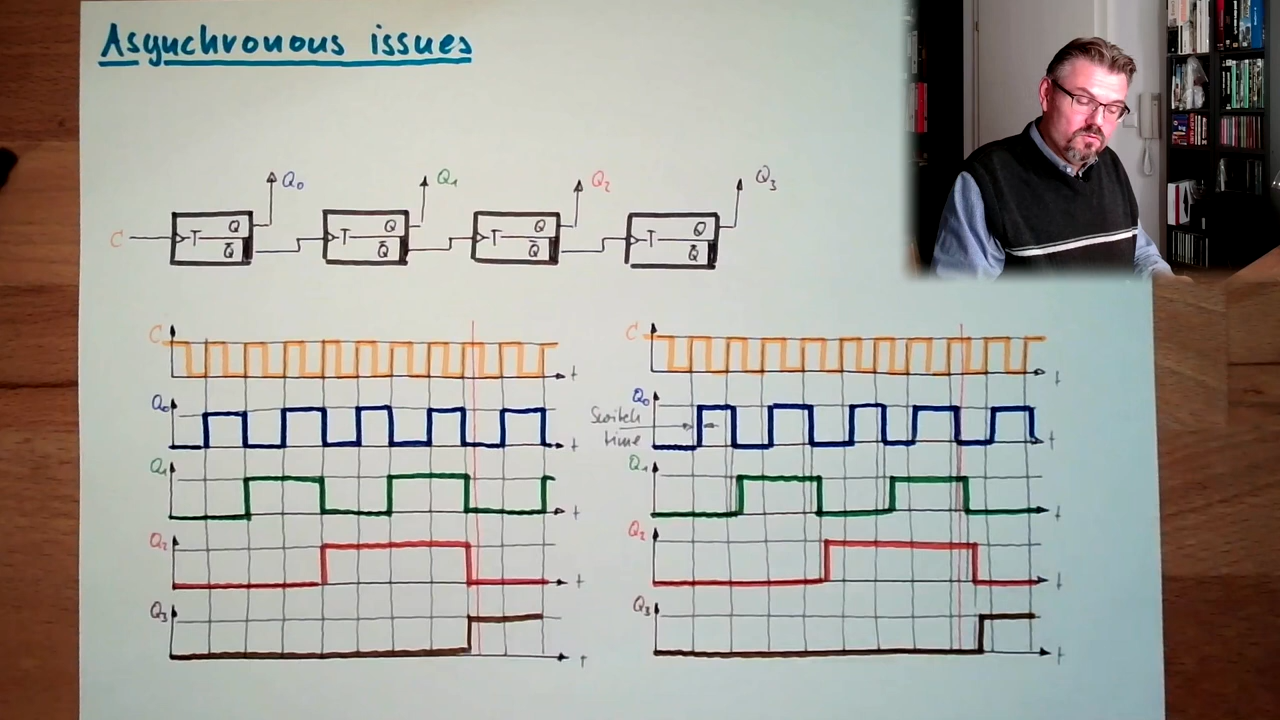 Asynchronous issues
Q₀ Q₁ Q₂ Q₃
C T Q Q̄ T Q Q̄ T Q Q̄ T Q Q̄
C t
Q₀ t
Q₁ t
Q₂ t
Q₃ t
C t
Q₀ t
Switch
time
Q₁ t
Q₂ t
Q₃ t